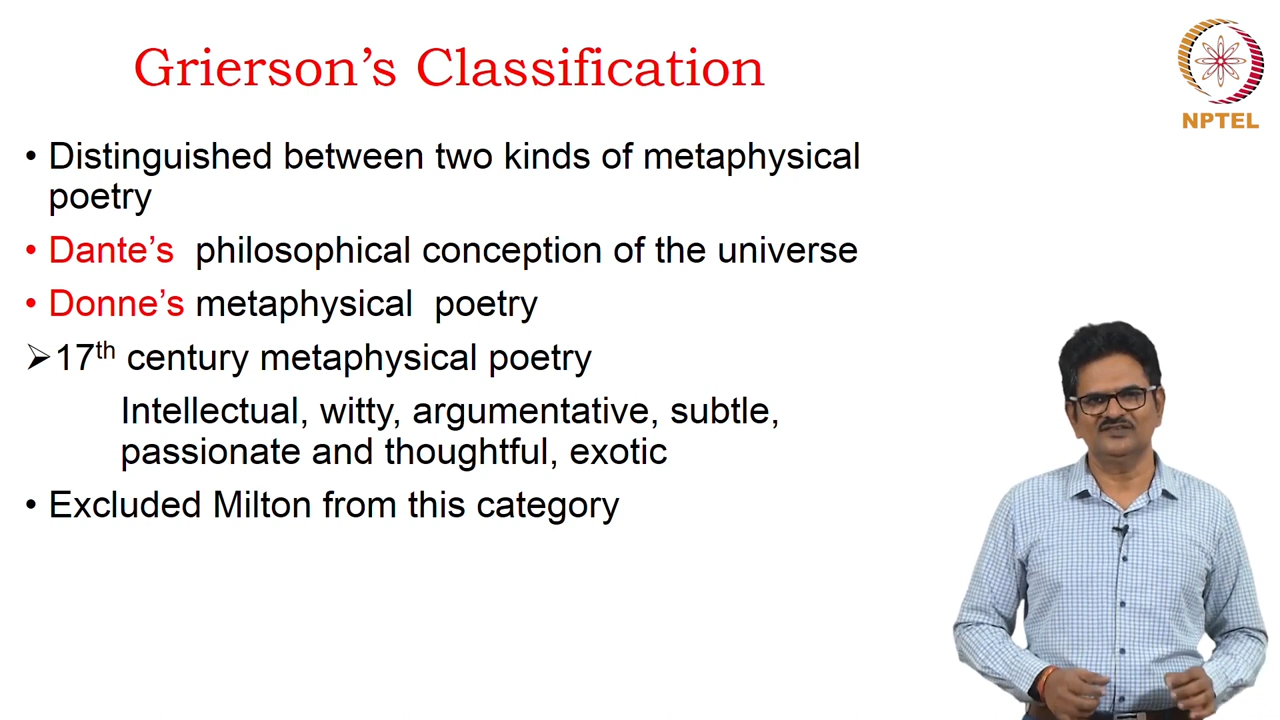 Grierson’s Classification
NPTEL
• Distinguished between two kinds of metaphysical
poetry
• Dante’s philosophical conception of the universe
• Donne’s metaphysical poetry
➢17th century metaphysical poetry
Intellectual, witty, argumentative, subtle,
passionate and thoughtful, exotic
• Excluded Milton from this category